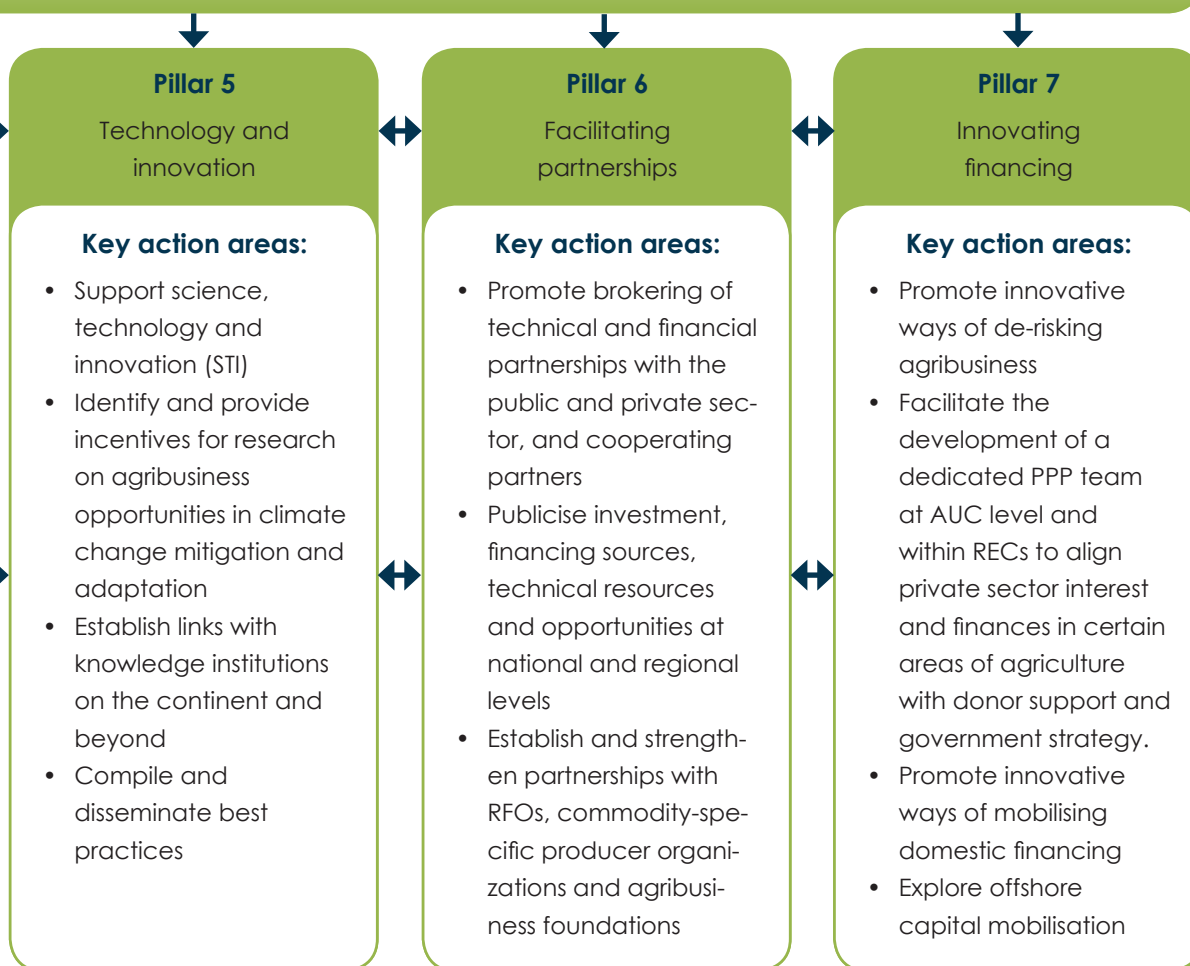 Pillar 5
Technology and
innovation
Key action areas:
• Support science,
technology and
innovation (STI)
• Identify and provide
incentives for research
on agribusiness
opportunities in climate
change mitigation and
adaptation
• Establish links with
knowledge institutions
on the continent and
beyond
• Compile and
disseminate best
practices
Pillar 6
Facilitating
partnerships
Key action areas:
• Promote brokering of
technical and financial
partnerships with the
public and private sec-
tor, and cooperating
partners
• Publicise investment,
financing sources,
technical resources
and opportunities at
national and regional
levels
• Establish and strength-
en partnerships with
RFOs, commodity-spe-
cific producer organi-
zations and agribusi-
ness foundations
Pillar 7
Innovating
financing
Key action areas:
• Promote innovative
ways of de-risking
agribusiness
• Facilitate the
development of a
dedicated PPP team
at AUC level and
within RECs to align
private sector interest
and finances in certain
areas of agriculture
with donor support and
government strategy.
• Promote innovative
ways of mobilising
domestic financing
• Explore offshore
capital mobilisation